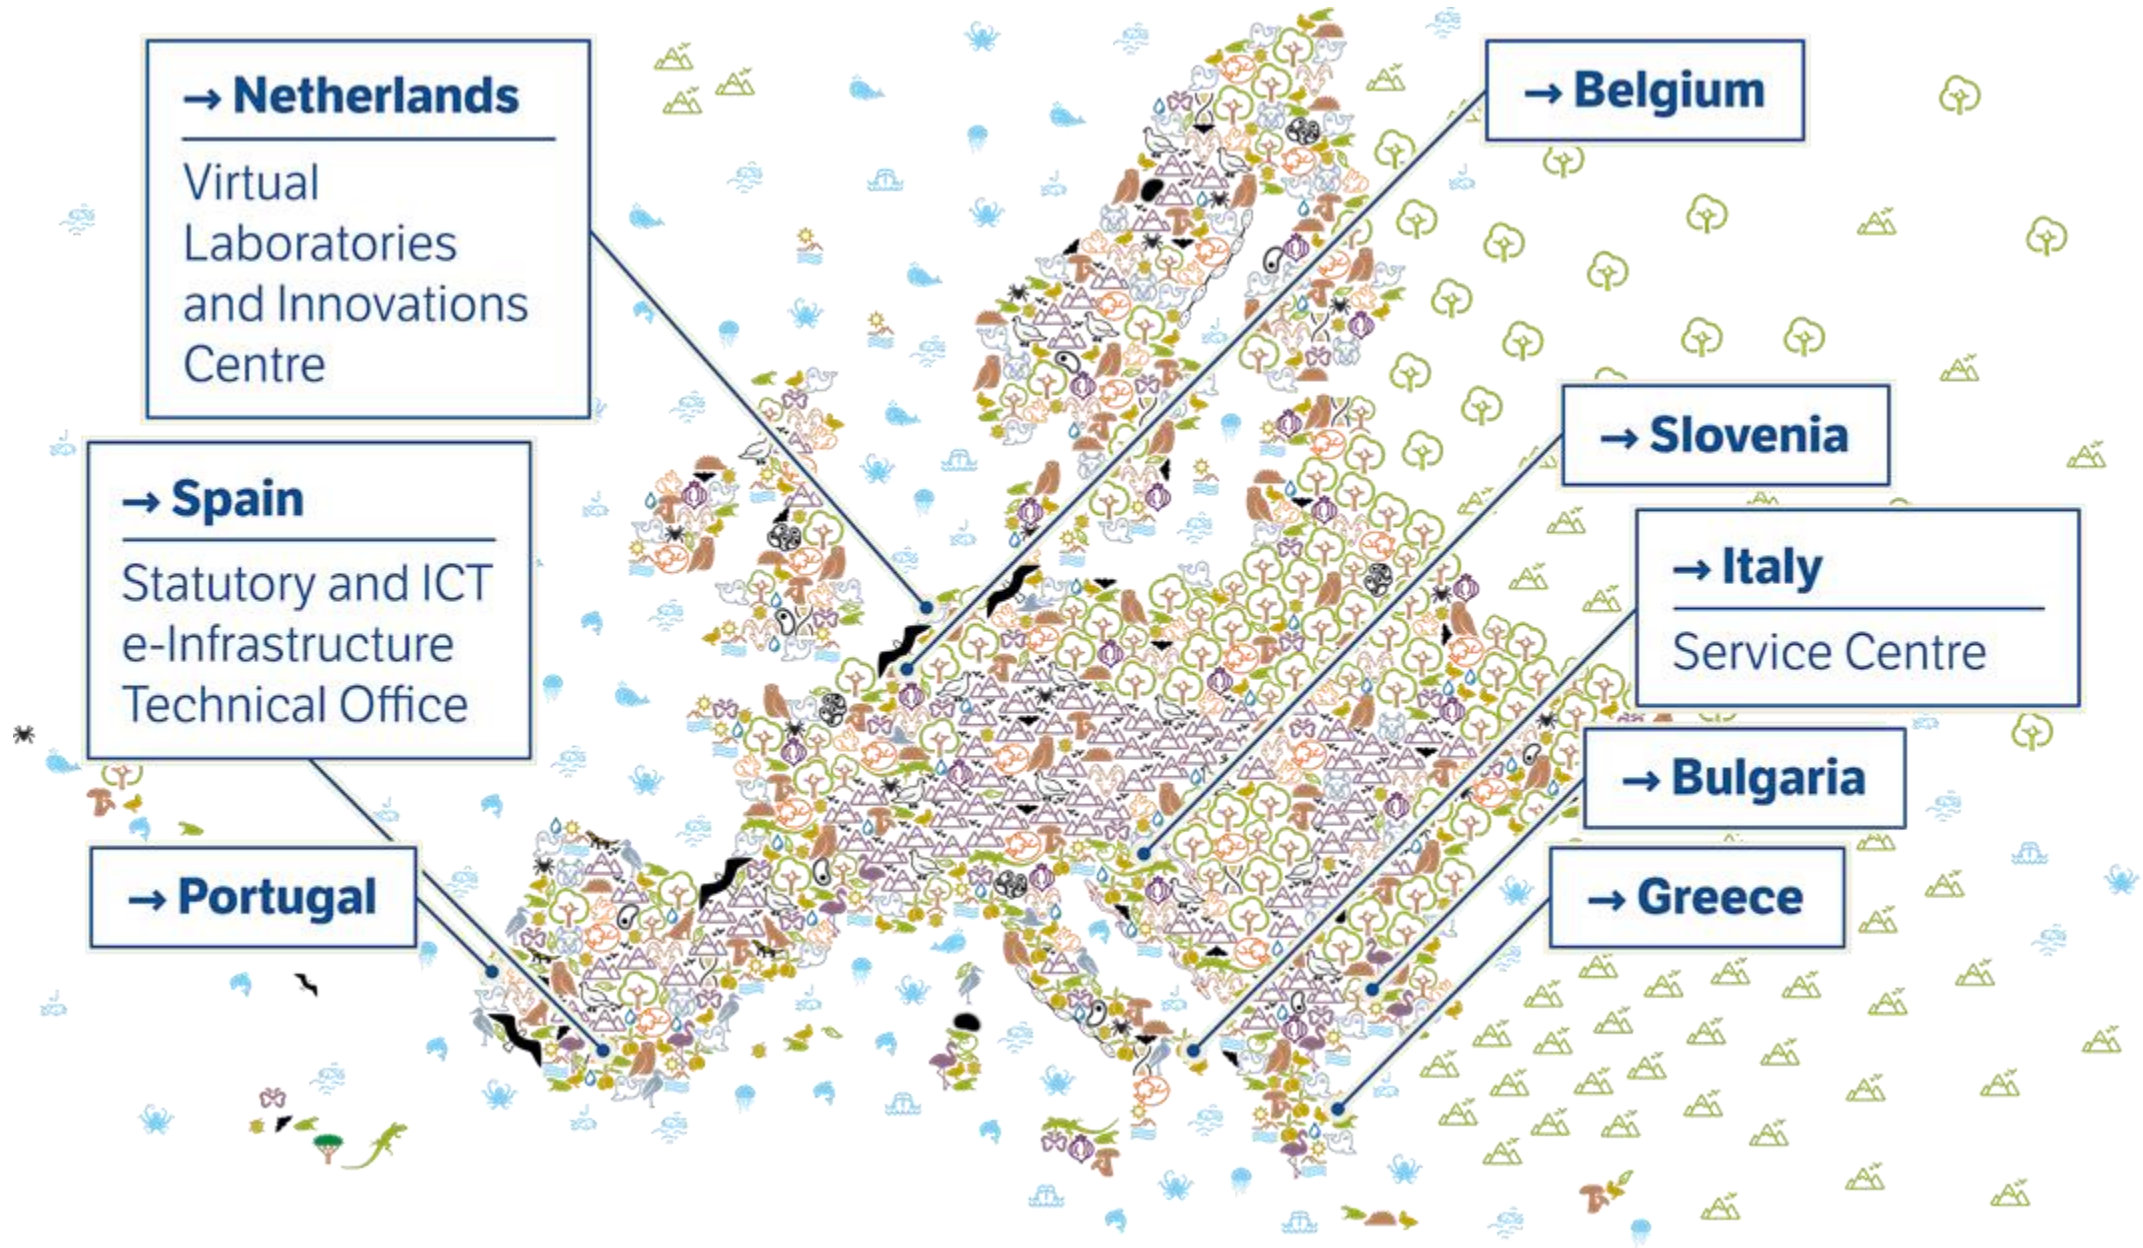 → Netherlands
Virtual
Laboratories
and Innovations
Centre
→ Spain
Statutory and ICT
e-Infrastructure
Technical Office
→ Portugal
→ Belgium
→ Slovenia
→ Italy
Service Centre
→ Bulgaria
→ Greece